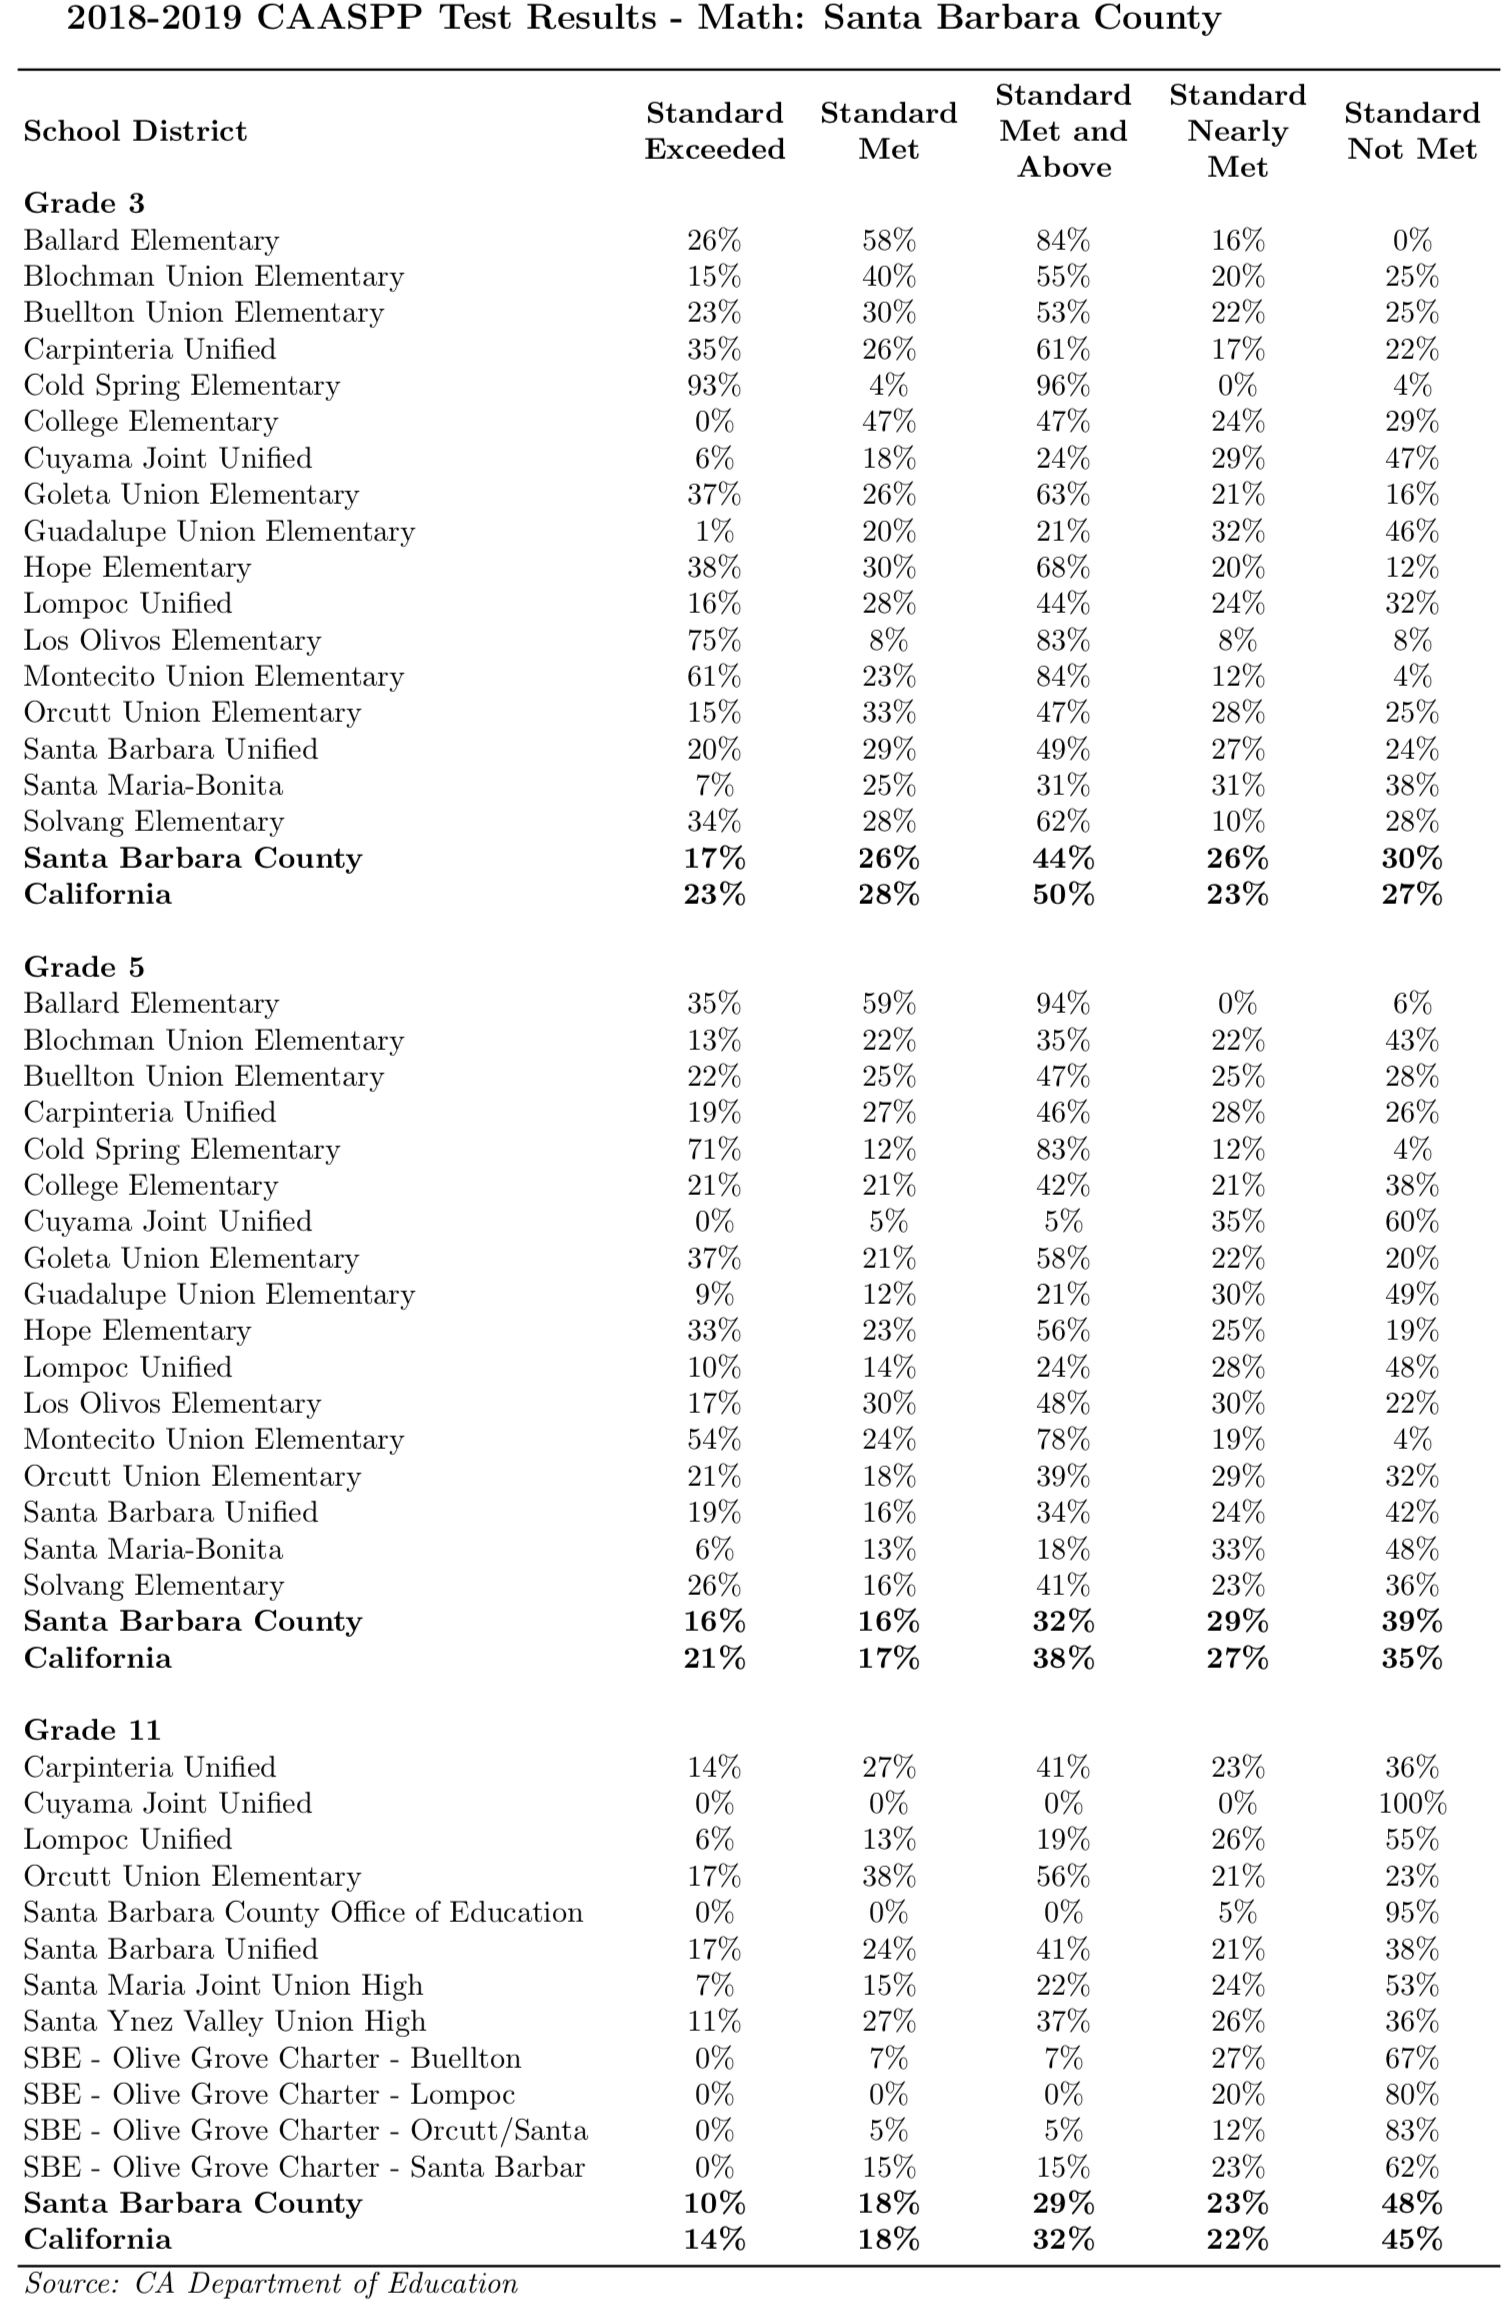 2018-2019 CAASPP Test Results - Math: Santa Barbara County
School District Standard Exceeded Standard Met Standard Met and Above Standard Nearly Met Standard Not Met
Grade 3
Ballard Elementary 26% 58% 84% 16% 0%
Blochman Union Elementary 15% 40% 55% 20% 25%
Buellton Union Elementary 23% 30% 53% 22% 25%
Carpinteria Unified 35% 26% 61% 17% 22%
Cold Spring Elementary 93% 4% 96% 0% 4%
College Elementary 0% 47% 47% 24% 29%
Cuyama Joint Unified 6% 18% 24% 29% 47%
Goleta Union Elementary 37% 26% 63% 21% 16%
Guadalupe Union Elementary 1% 20% 21% 32% 46%
Hope Elementary 38% 30% 68% 20% 12%
Lompoc Unified 16% 28% 44% 24% 32%
Los Olivos Elementary 75% 8% 83% 8% 8%
Montecito Union Elementary 61% 23% 84% 12% 4%
Orcutt Union Elementary 15% 33% 47% 28% 25%
Santa Barbara Unified 20% 29% 49% 27% 24%
Santa Maria-Bonita 7% 25% 31% 31% 38%
Solvang Elementary 34% 28% 62% 10% 28%
Santa Barbara County 17% 26% 44% 26% 30%
California 23% 28% 50% 23% 27%
Grade 5
Ballard Elementary 35% 59% 94% 0% 6%
Blochman Union Elementary 13% 22% 35% 22% 43%
Buellton Union Elementary 22% 25% 47% 25% 28%
Carpinteria Unified 19% 27% 46% 28% 26%
Cold Spring Elementary 71% 12% 83% 12% 4%
College Elementary 21% 21% 42% 21% 38%
Cuyama Joint Unified 0% 5% 5% 35% 60%
Goleta Union Elementary 37% 21% 58% 22% 20%
Guadalupe Union Elementary 9% 12% 21% 30% 49%
Hope Elementary 33% 23% 56% 25% 19%
Lompoc Unified 10% 14% 24% 28% 48%
Los Olivos Elementary 17% 30% 48% 30% 22%
Montecito Union Elementary 54% 24% 78% 19% 4%
Orcutt Union Elementary 21% 18% 39% 29% 32%
Santa Barbara Unified 19% 16% 34% 24% 42%
Santa Maria-Bonita 6% 13% 18% 33% 48%
Solvang Elementary 26% 16% 41% 23% 36%
Santa Barbara County 16% 16% 32% 29% 39%
California 21% 17% 38% 27% 35%
Grade 11
Carpinteria Unified 14% 27% 41% 23% 36%
Cuyama Joint Unified 0% 0% 0% 0% 100%
Lompoc Unified 6% 13% 19% 26% 55%
Orcutt Union Elementary 17% 38% 56% 21% 23%
Santa Barbara County Office of Education 0% 0% 0% 5% 95%
Santa Barbara Unified 17% 24% 41% 21% 38%
Santa Maria Joint Union High 7% 15% 22% 24% 53%
Santa Ynez Valley Union High 11% 27% 37% 26% 36%
SBE - Olive Grove Charter - Buellton 0% 7% 7% 27% 67%
SBE - Olive Grove Charter - Lompoc 0% 0% 0% 20% 80%
SBE - Olive Grove Charter - Orcutt/Santa 0% 5% 5% 12% 83%
SBE - Olive Grove Charter - Santa Barbar 0% 15% 15% 23% 62%
Santa Barbara County 10% 18% 29% 23% 48%
California 14% 18% 32% 22% 45%
Source: CA Department of Education